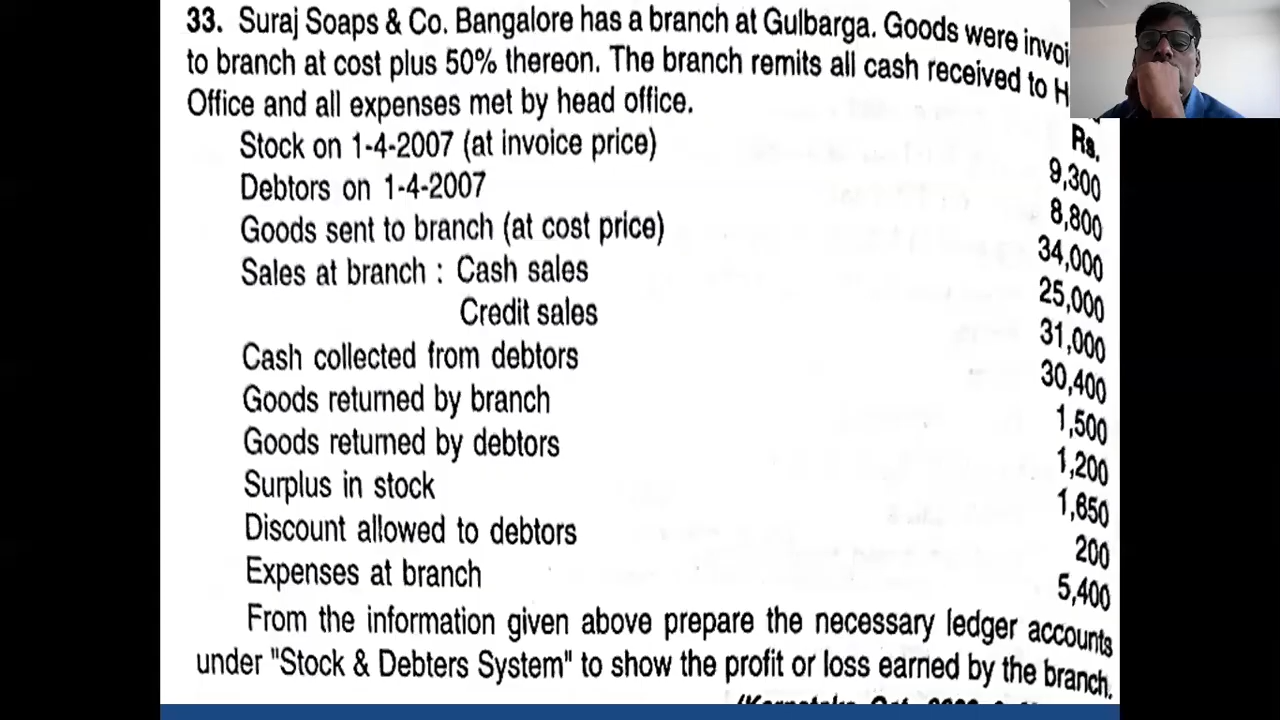 33. Suraj Soaps & Co. Bangalore has a branch at Gulbarga. Goods were
to branch at cost plus 50% thereon. The branch remits all cash received to
Office and all expenses met by head office.
Rs.
Stock on 1-4-2007 (at invoice price) 9,300
Debtors on 1-4-2007 8,800
Goods sent to branch (at cost price) 34,000
Sales at branch : Cash sales 25,000
Credit sales 31,000
Cash collected from debtors 30,400
Goods returned by branch 1,500
Goods returned by debtors 1,200
Surplus in stock 1,650
Discount allowed to debtors 200
Expenses at branch 5,400
From the information given above prepare the necessary ledger accounts
under "Stock & Debters System" to show the profit or loss earned by the branch.